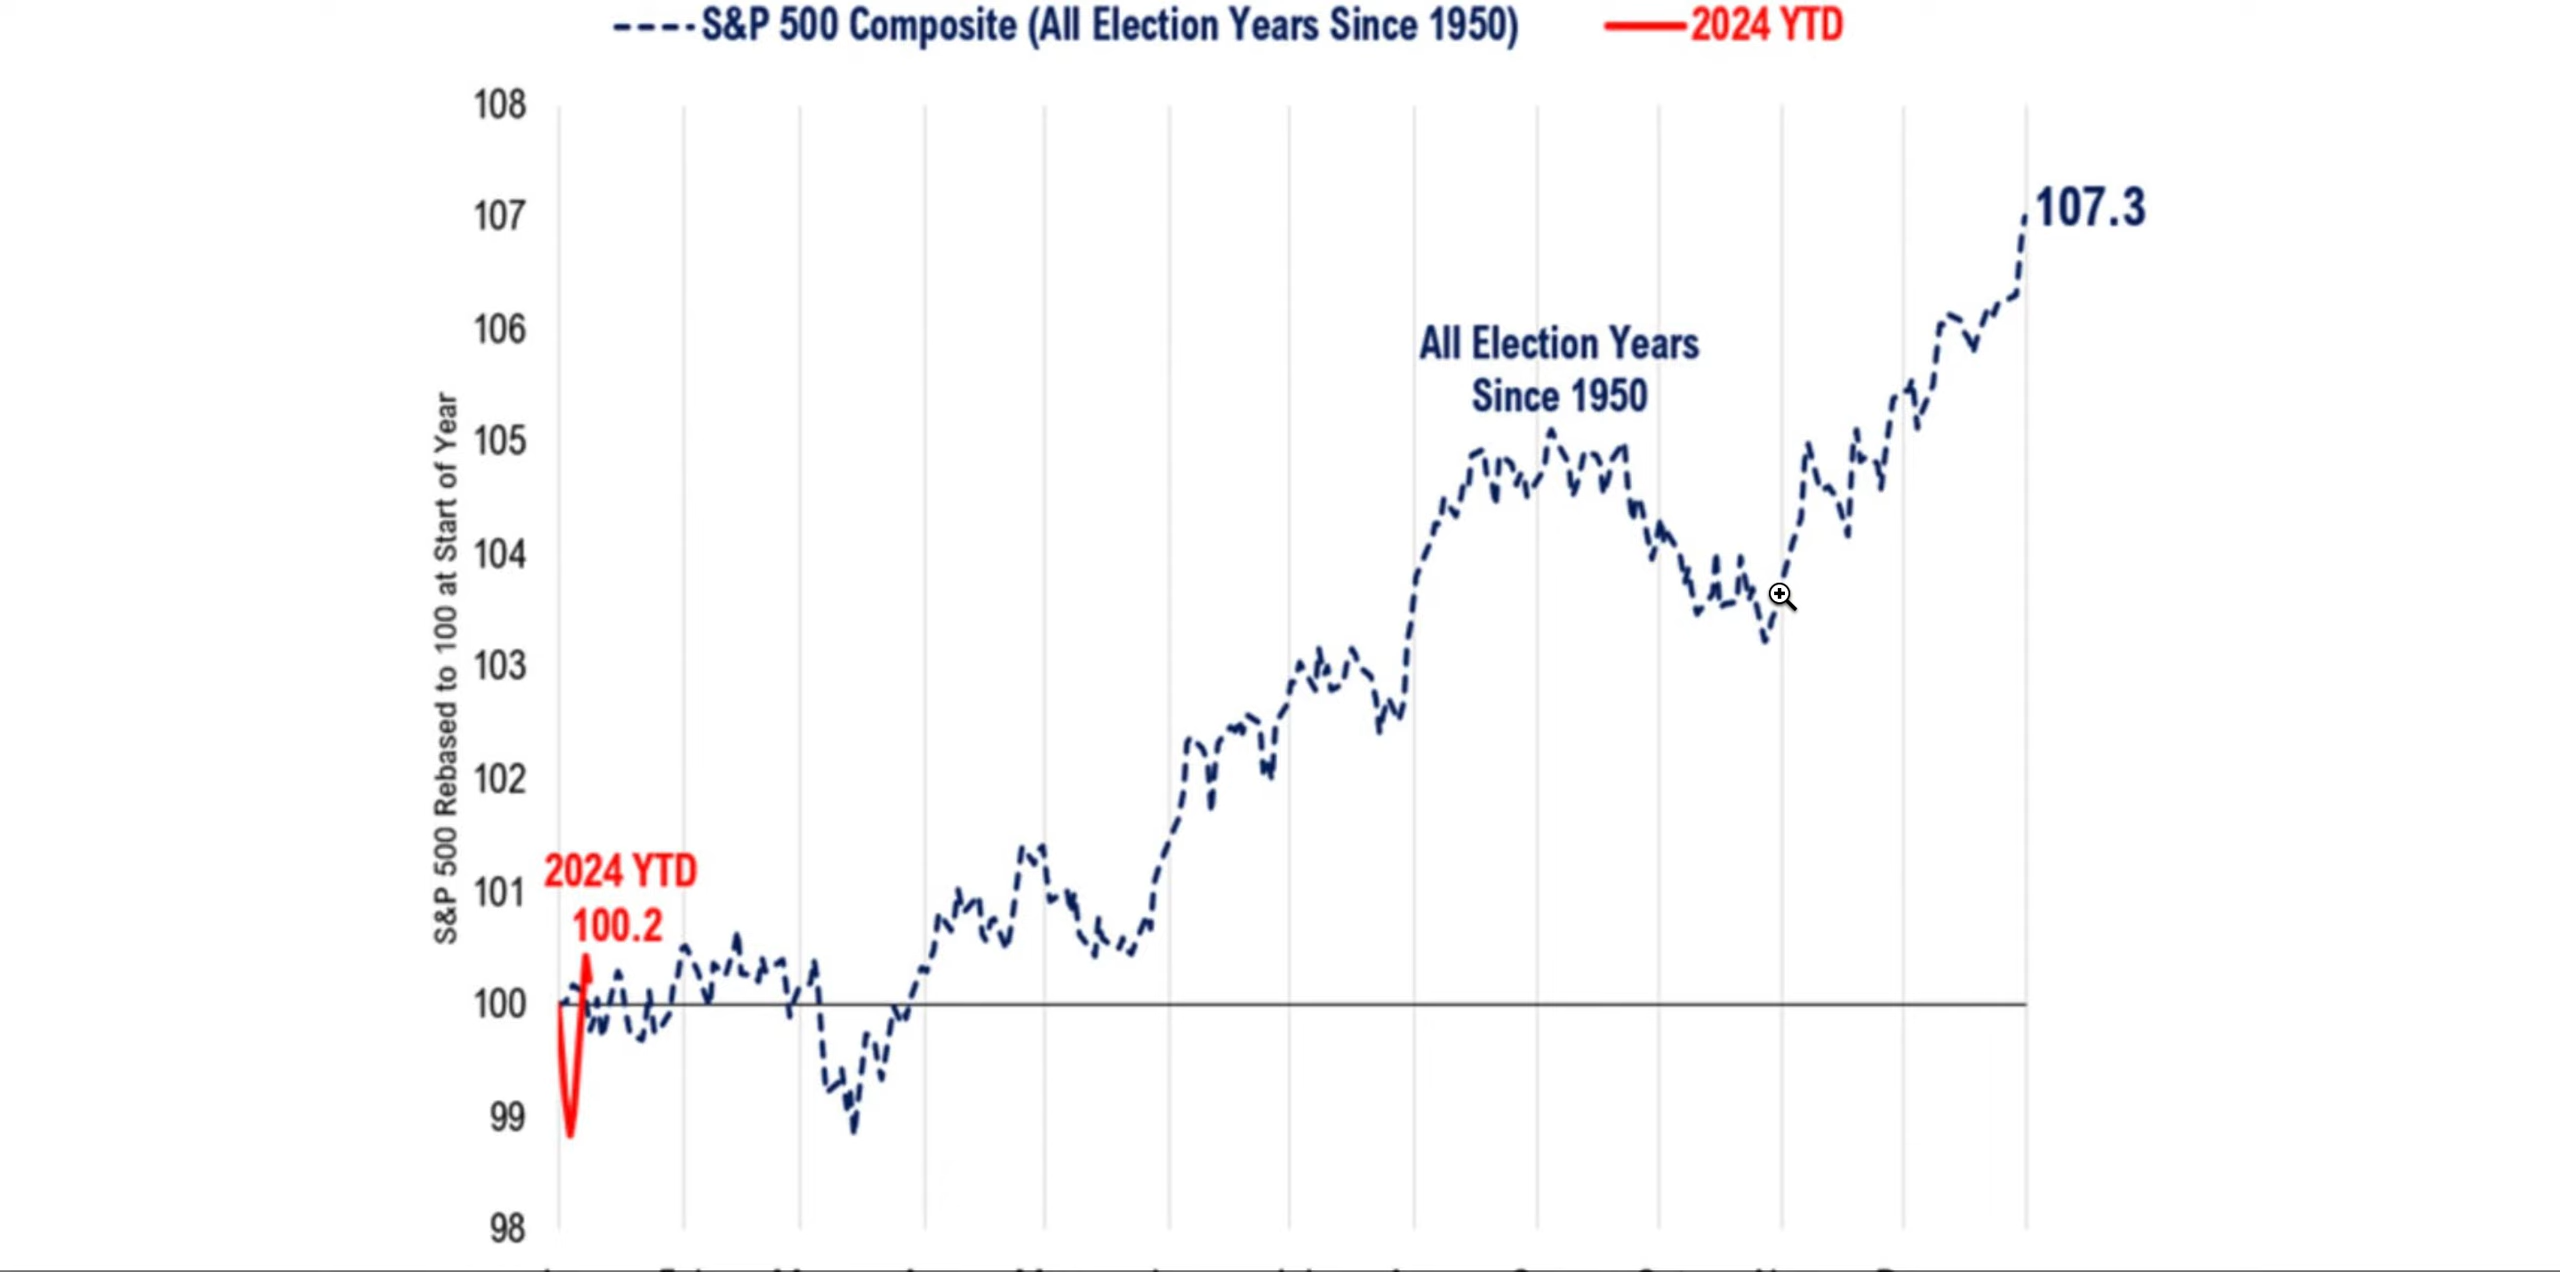 S&P 500 Composite (All Election Years Since 1950)
2024 YTD
108
107
106
105
104
103
102
101
100
99
98
S&P 500 Rebased to 100 at Start of Year
107.3
All Election Years
Since 1950
2024 YTD
100.2